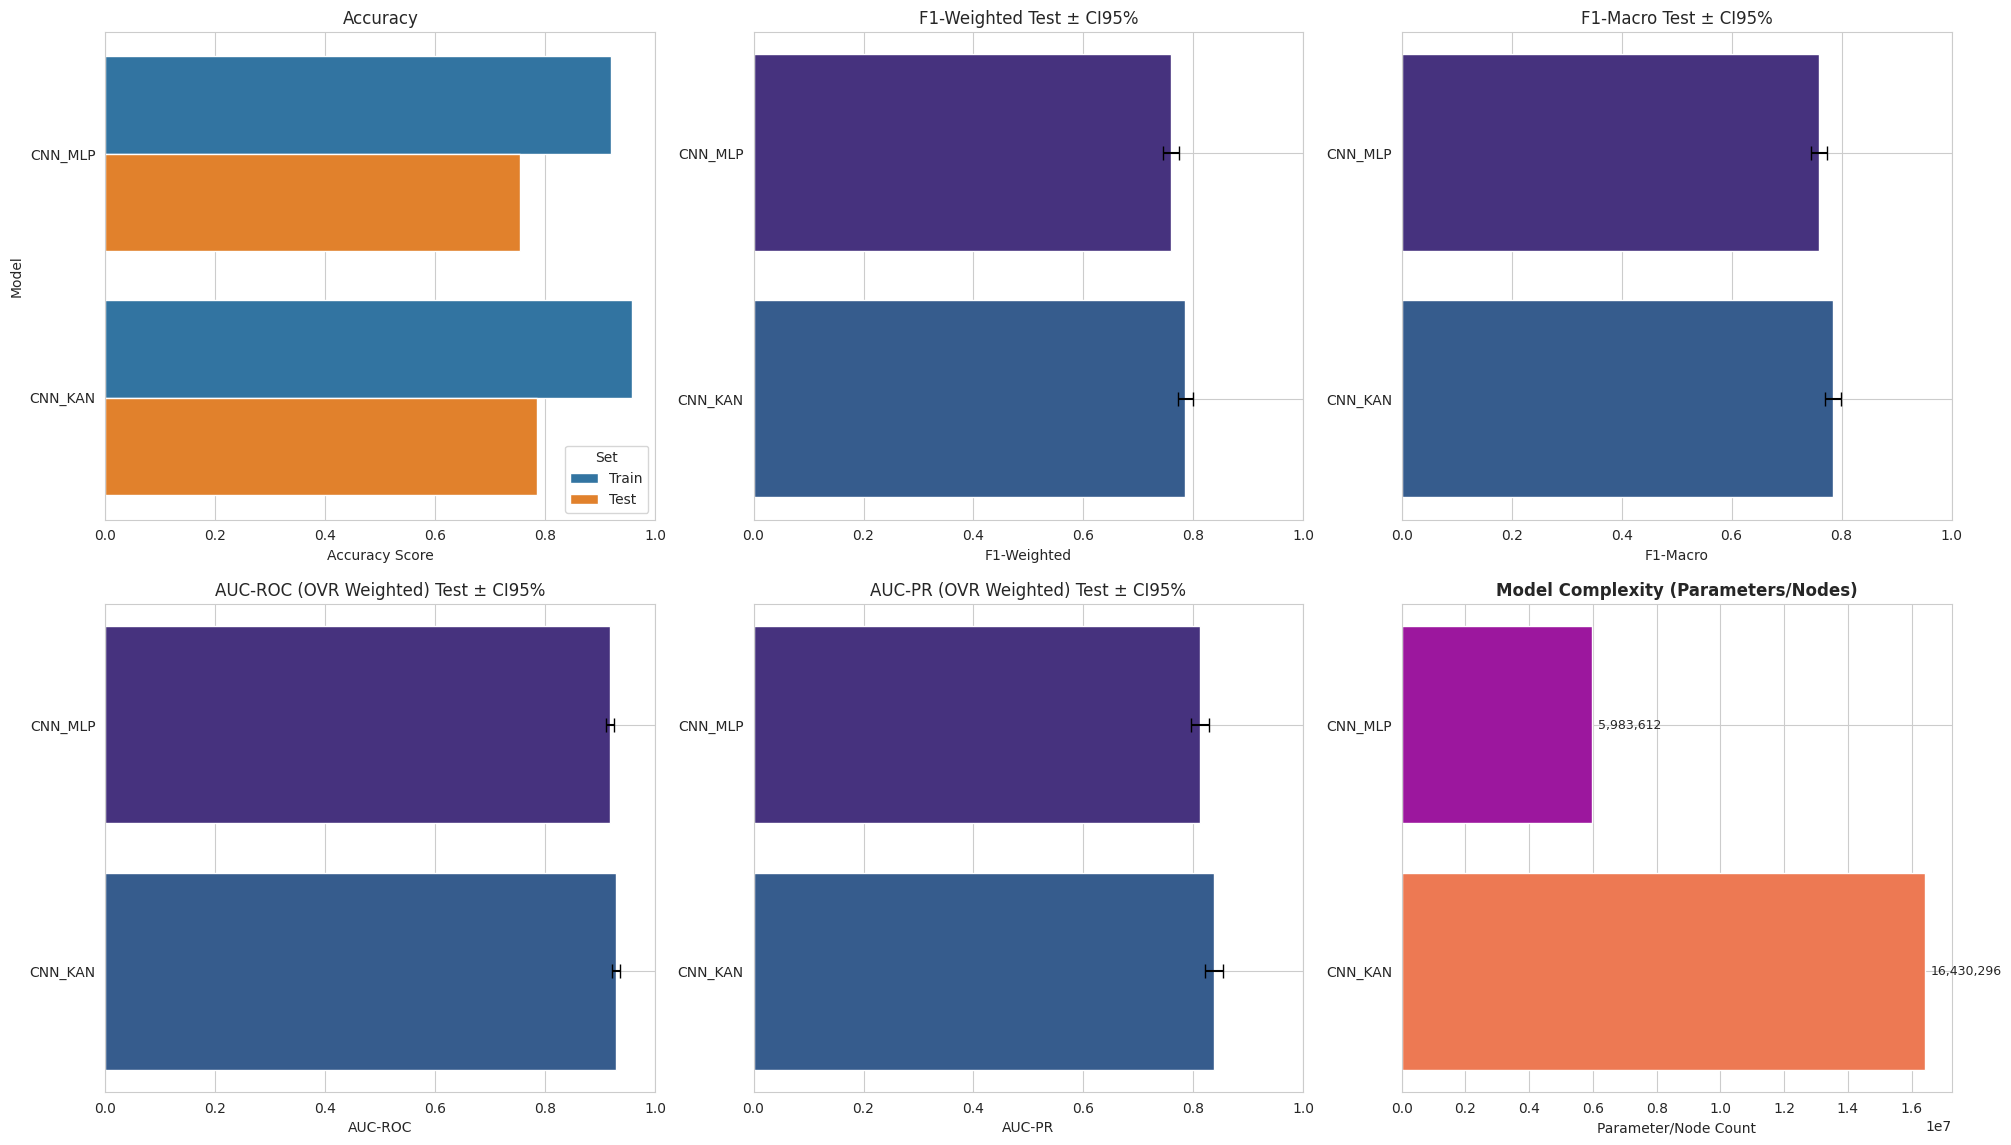 Accuracy
Model
CNN_MLP
CNN_KAN
Set
Train
Test
0.0 0.2 0.4 0.6 0.8 1.0
Accuracy Score
F1-Weighted Test ± CI95%
CNN_MLP
CNN_KAN
0.0 0.2 0.4 0.6 0.8 1.0
F1-Weighted
F1-Macro Test ± CI95%
CNN_MLP
CNN_KAN
0.0 0.2 0.4 0.6 0.8 1.0
F1-Macro
AUC-ROC (OVR Weighted) Test ± CI95%
CNN_MLP
CNN_KAN
0.0 0.2 0.4 0.6 0.8 1.0
AUC-ROC
AUC-PR (OVR Weighted) Test ± CI95%
CNN_MLP
CNN_KAN
0.0 0.2 0.4 0.6 0.8 1.0
AUC-PR
Model Complexity (Parameters/Nodes)
CNN_MLP 5,983,612
CNN_KAN 16,430,296
0.0 0.2 0.4 0.6 0.8 1.0 1.2 1.4 1.6
Parameter/Node Count 1e7